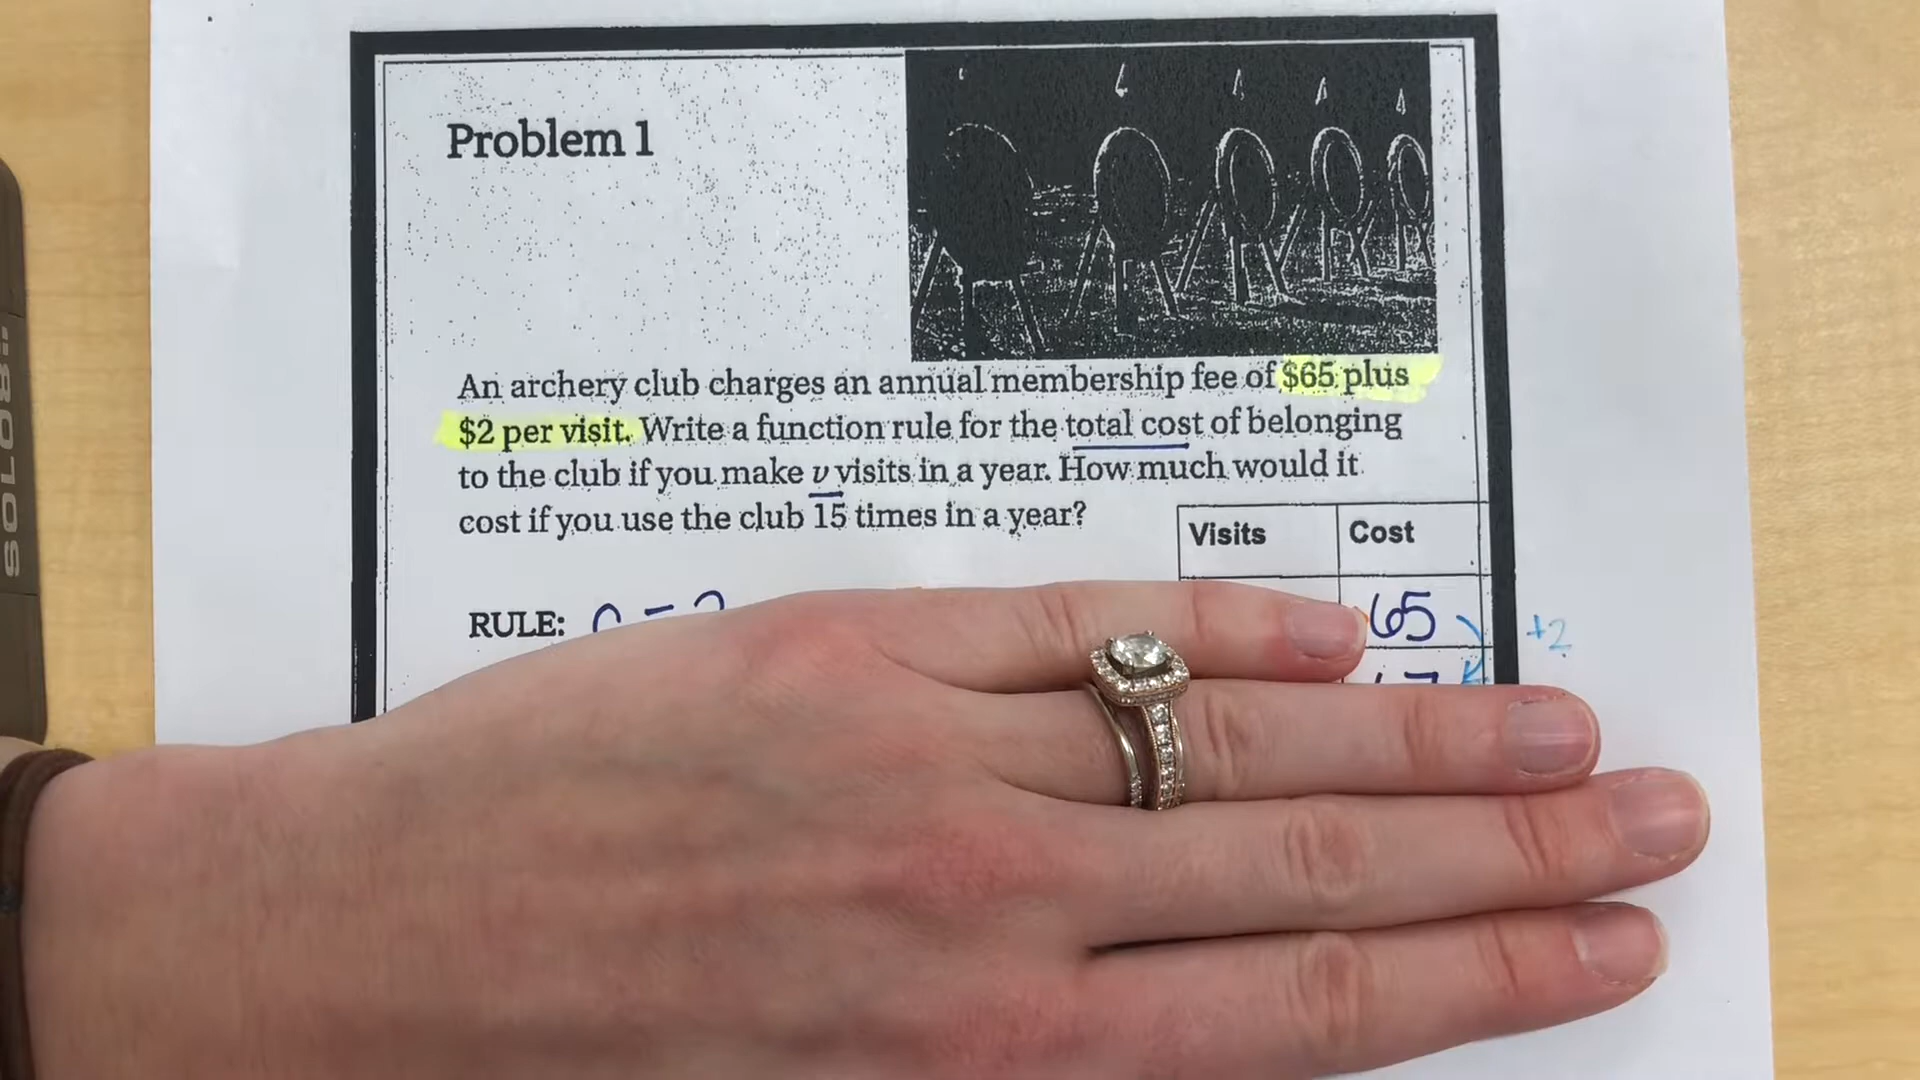 Problem 1
An archery club charges an annual membership fee of $65 plus
$2 per visit. Write a function rule for the total cost of belonging
to the club if you make v visits in a year. How much would it
cost if you use the club 15 times in a year?
Visits Cost
RULE:
65
+2
SOLO8